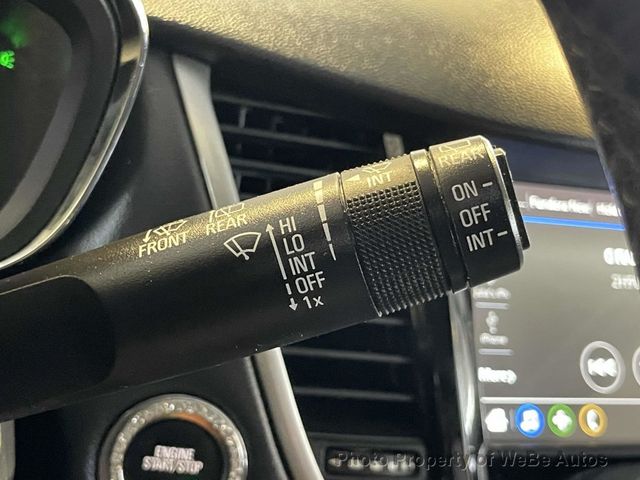 FRONT
REAR
HI
LO
INT
OFF
1x
INT
REAR
ON
OFF
INT
More
ENGINE
START/STOP
Photo Property of WeBe Autos